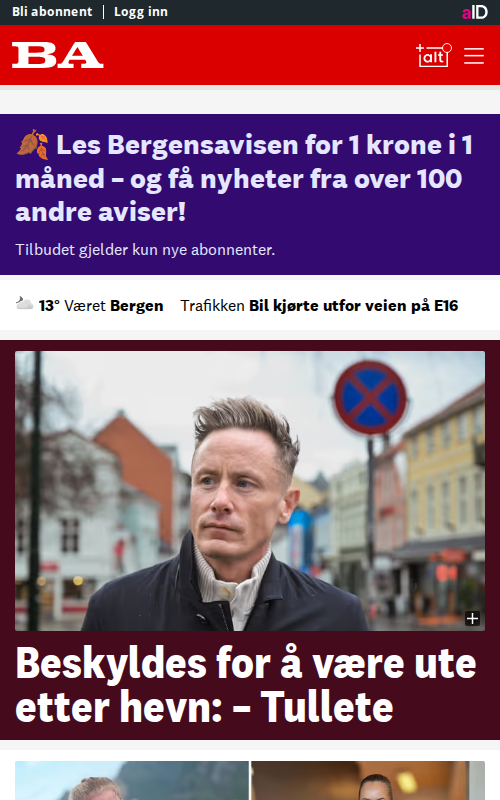 Bli abonnent
Logg inn
aID
BA
+alt
Les Bergensavisen for 1 krone i 1
måned – og få nyheter fra over 100
andre aviser!
Tilbudet gjelder kun nye abonnenter.
13° Været Bergen
Trafikken Bil kjørte utfor veien på E16
Beskyldes for å være ute
etter hevn: – Tullete